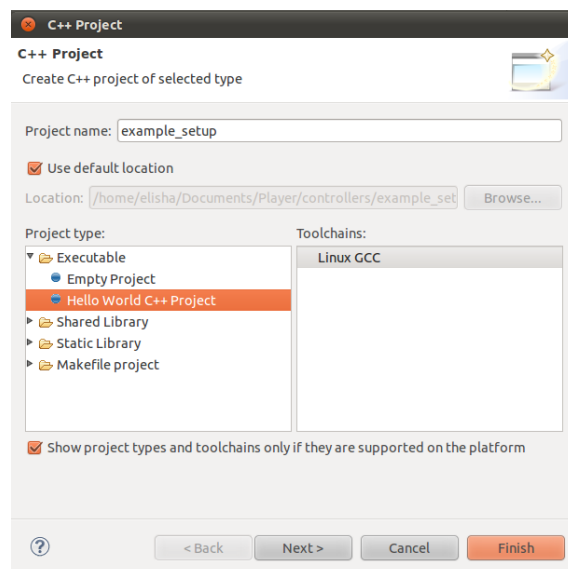 C++ Project
C++ Project
Create C++ project of selected type
Project name: example_setup
Use default location
Location: /home/elisha/Documents/Player/controllers/example_set Browse...
Project type: Toolchains:
Executable Linux GCC
Empty Project
Hello World C++ Project
Shared Library
Static Library
Makefile project
Show project types and toolchains only if they are supported on the platform
? < Back Next > Cancel Finish